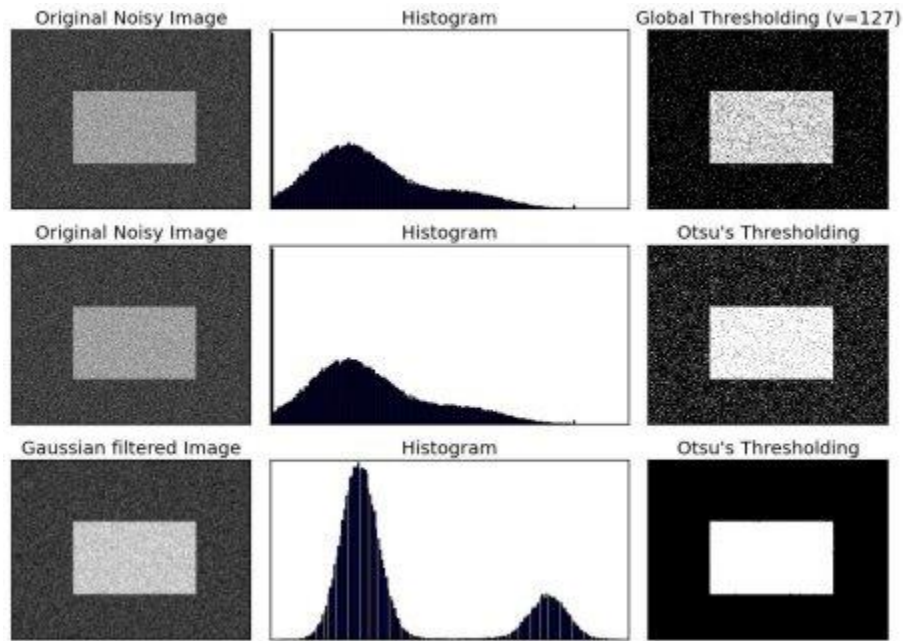 Original Noisy Image
Histogram
Global Thresholding (v=127)
Original Noisy Image
Histogram
Otsu's Thresholding
Gaussian filtered Image
Histogram
Otsu's Thresholding